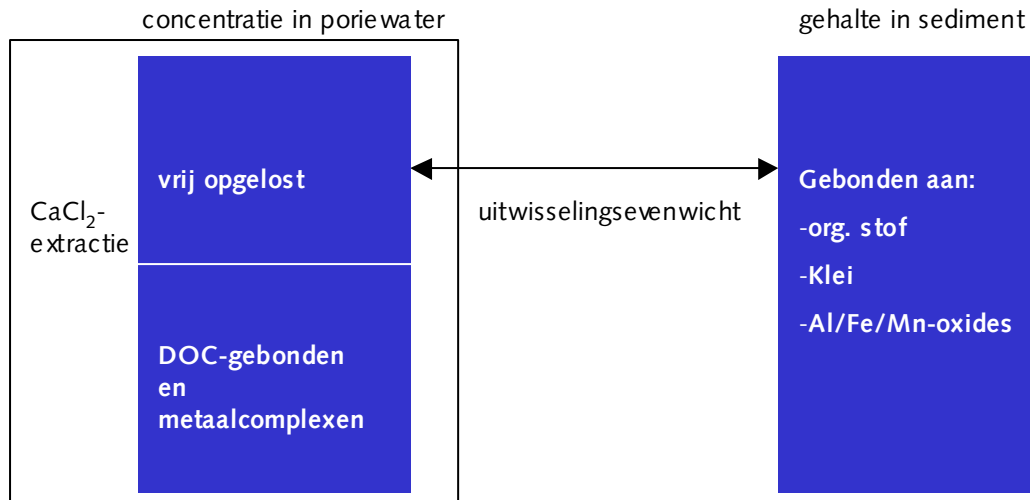 concentratie in poriewater
gehalte in sediment
CaCl₂-
extractie
vrij opgelost
DOC-gebonden
en
metaalcomplexen
uitwisselingsevenwicht
Gebonden aan:
-org. stof
-Klei
-Al/Fe/Mn-oxides